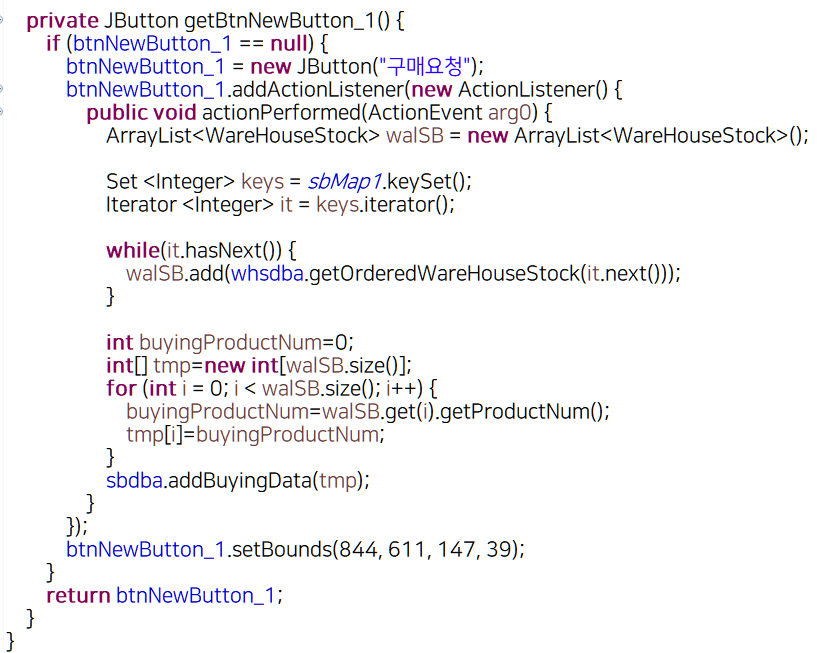 private JButton getBtnNewButton_1() {
if (btnNewButton_1 == null) {
btnNewButton_1 = new JButton("구매요청");
btnNewButton_1.addActionListener(new ActionListener() {
public void actionPerformed(ActionEvent arg0) {
ArrayList<WareHouseStock> walSB = new ArrayList<WareHouseStock>();
Set <Integer> keys = sbMap1.keySet();
Iterator <Integer> it = keys.iterator();
while(it.hasNext()) {
walSB.add(whsdba.getOrderedWareHouseStock(it.next()));
}
int buyingProductNum=0;
int[] tmp=new int[walSB.size()];
for (int i = 0; i < walSB.size(); i++) {
buyingProductNum=walSB.get(i).getProductNum();
tmp[i]=buyingProductNum;
}
sbdba.addBuyingData(tmp);
}
});
btnNewButton_1.setBounds(844, 611, 147, 39);
}
return btnNewButton_1;
}
}